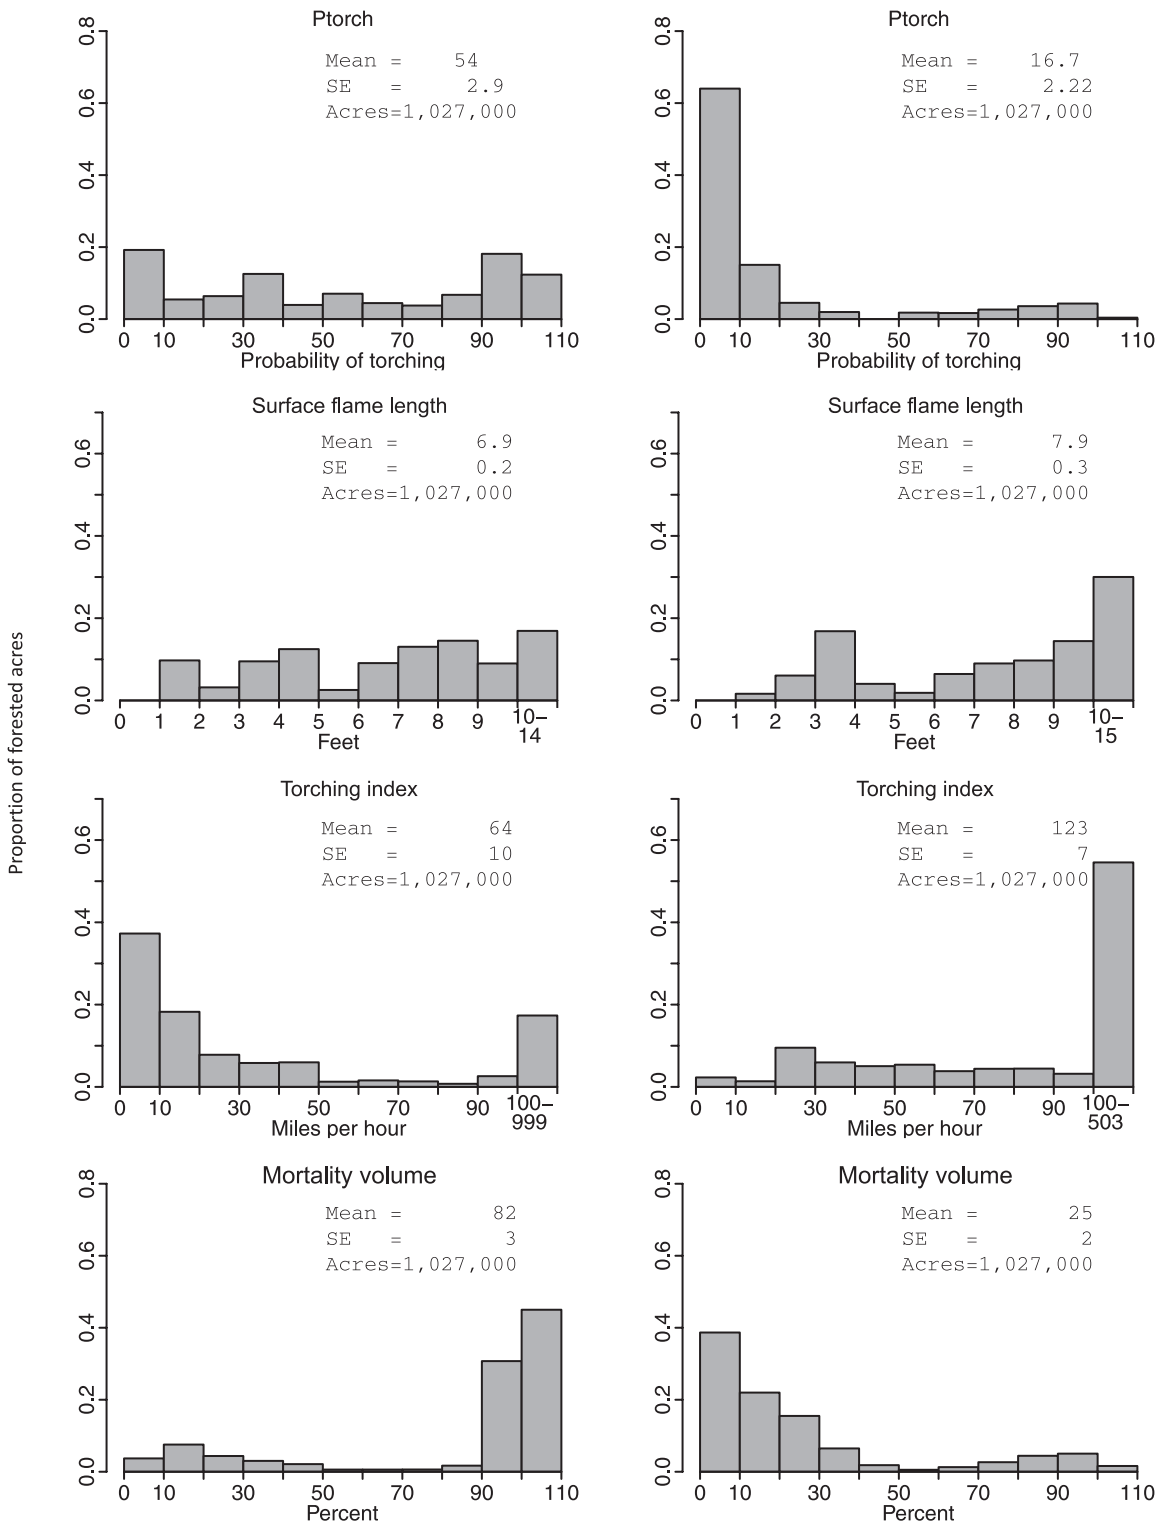 Proportion of forested acres
Ptorch
Mean = 54
SE = 2.9
Acres=1,027,000
0.0 0.2 0.4 0.6 0.8
0 10 30 50 70 90 110
Probability of torching
Ptorch
Mean = 16.7
SE = 2.22
Acres=1,027,000
0.0 0.2 0.4 0.6 0.8
0 10 30 50 70 90 110
Probability of torching
Surface flame length
Mean = 6.9
SE = 0.2
Acres=1,027,000
0.0 0.2 0.4 0.6
0 1 2 3 4 5 6 7 8 9 10–
14
Feet
Surface flame length
Mean = 7.9
SE = 0.3
Acres=1,027,000
0.0 0.2 0.4 0.6
0 1 2 3 4 5 6 7 8 9 10–
15
Feet
Torching index
Mean = 64
SE = 10
Acres=1,027,000
0.0 0.2 0.4 0.6
0 10 30 50 70 90 100–
999
Miles per hour
Torching index
Mean = 123
SE = 7
Acres=1,027,000
0.0 0.2 0.4 0.6
0 10 30 50 70 90 100–
503
Miles per hour
Mortality volume
Mean = 82
SE = 3
Acres=1,027,000
0.0 0.2 0.4 0.6 0.8
0 10 30 50 70 90 110
Percent
Mortality volume
Mean = 25
SE = 2
Acres=1,027,000
0.0 0.2 0.4 0.6 0.8
0 10 30 50 70 90 110
Percent